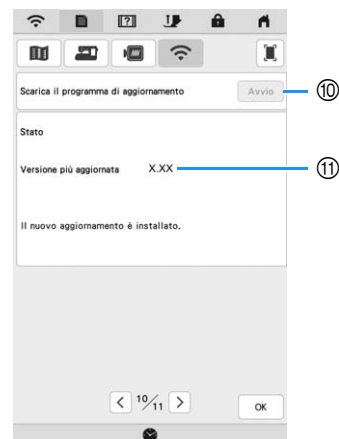 Scarica il programma di aggiornamento
Avvio
⑩
Stato
Versione più aggiornata X.XX
⑪
Il nuovo aggiornamento è installato.
10/11
OK